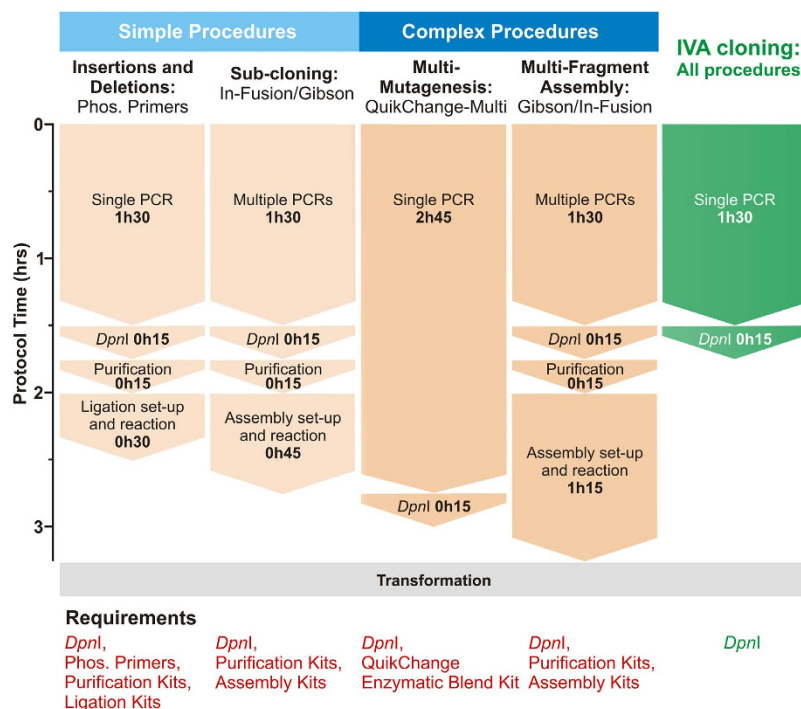 Simple Procedures
Complex Procedures
IVA cloning:
All procedures
Insertions and
Deletions:
Phos. Primers
Sub-cloning:
In-Fusion/Gibson
Multi-
Mutagenesis:
QuikChange-Multi
Multi-Fragment
Assembly:
Gibson/In-Fusion
Protocol Time (hrs)
0
1
2
3
Single PCR
1h30
DpnI 0h15
Purification
0h15
Ligation set-up
and reaction
0h30
Multiple PCRs
1h30
DpnI 0h15
Purification
0h15
Assembly set-up
and reaction
0h45
Single PCR
2h45
DpnI 0h15
Multiple PCRs
1h30
DpnI 0h15
Purification
0h15
Assembly set-up
and reaction
1h15
Single PCR
1h30
DpnI 0h15
Transformation
Requirements
DpnI,
Phos. Primers,
Purification Kits,
Ligation Kits
DpnI,
Purification Kits,
Assembly Kits
DpnI,
QuikChange
Enzymatic Blend Kit
DpnI,
Purification Kits,
Assembly Kits
DpnI